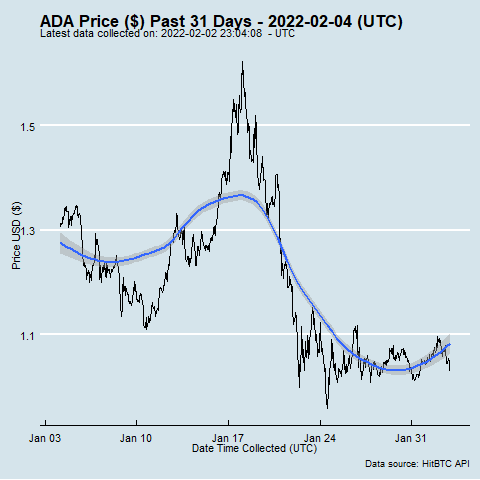 ADA Price ($) Past 31 Days - 2022-02-04 (UTC)
Latest data collected on: 2022-02-02 23:04:08  - UTC
1.5
1.3
1.1
Price USD ($)
Jan 03 Jan 10 Jan 17 Jan 24 Jan 31
Date Time Collected (UTC)
Data source: HitBTC API